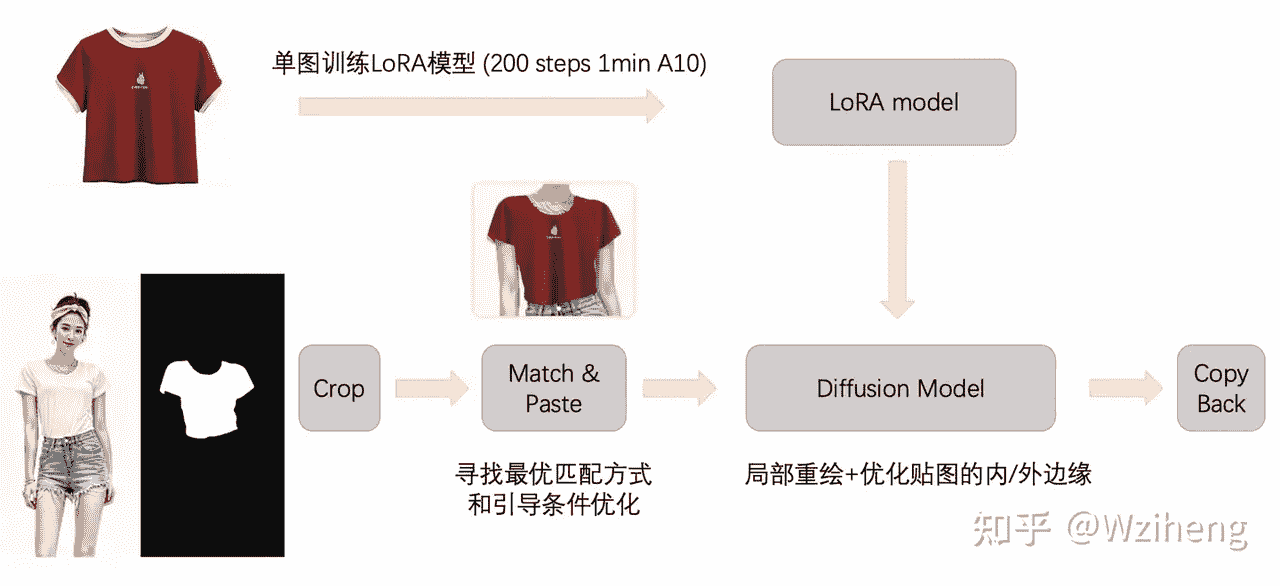 单图训练LoRA模型 (200 steps 1min A10)
LoRA model
Crop
Match &
Paste
Diffusion Model
Copy
Back
寻找最优匹配方式
和引导条件优化
局部重绘+优化贴图的内/外边缘
知乎 @Wziheng